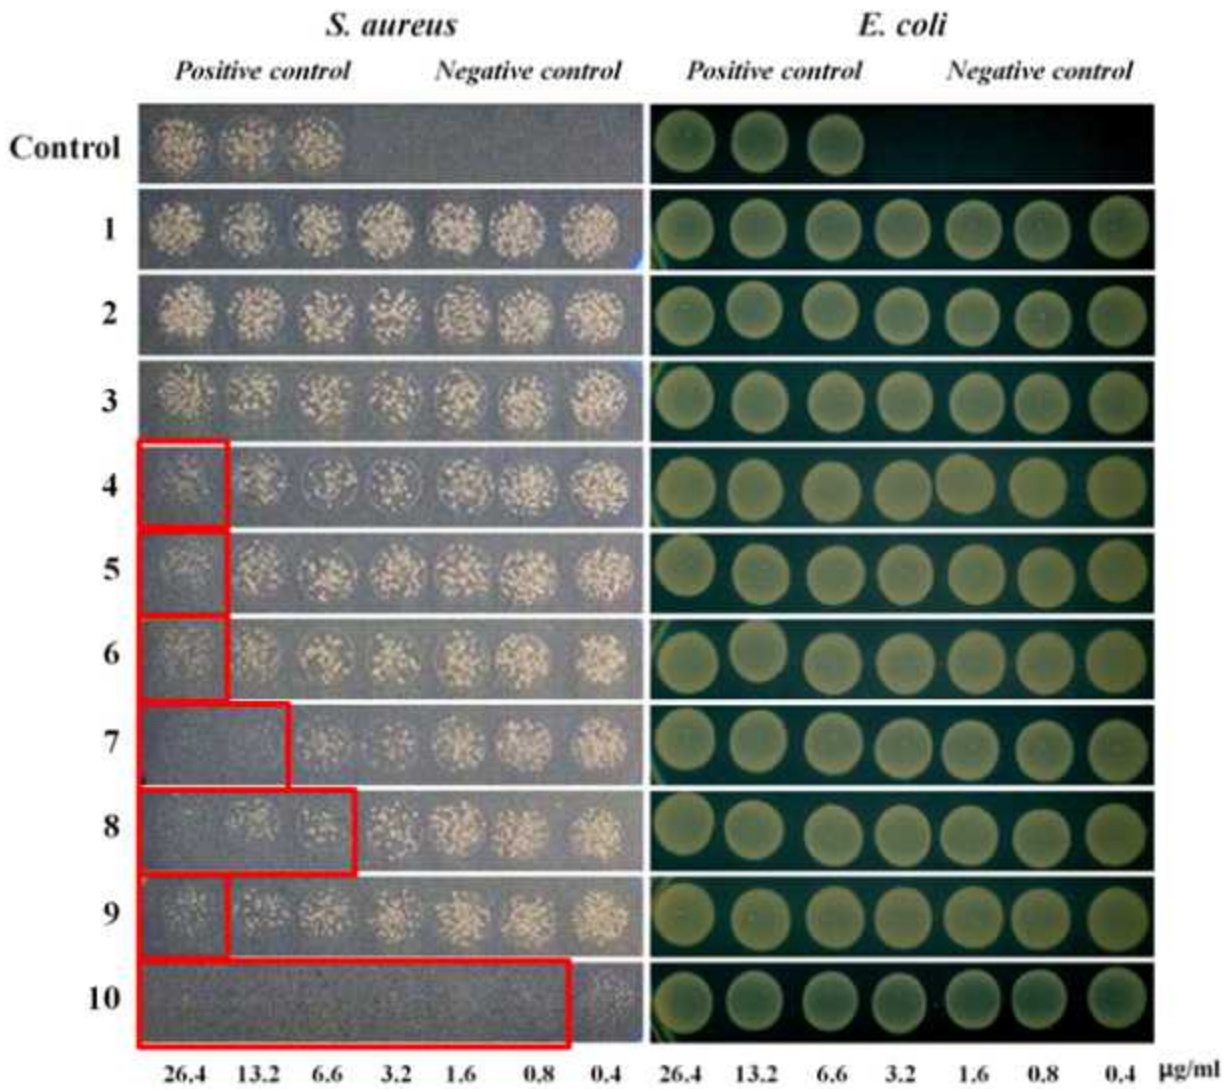 S. aureus E. coli
Positive control Negative control Positive control Negative control
Control
1
2
3
4
5
6
7
8
9
10
26.4 13.2 6.6 3.2 1.6 0.8 0.4 26.4 13.2 6.6 3.2 1.6 0.8 0.4 µg/ml